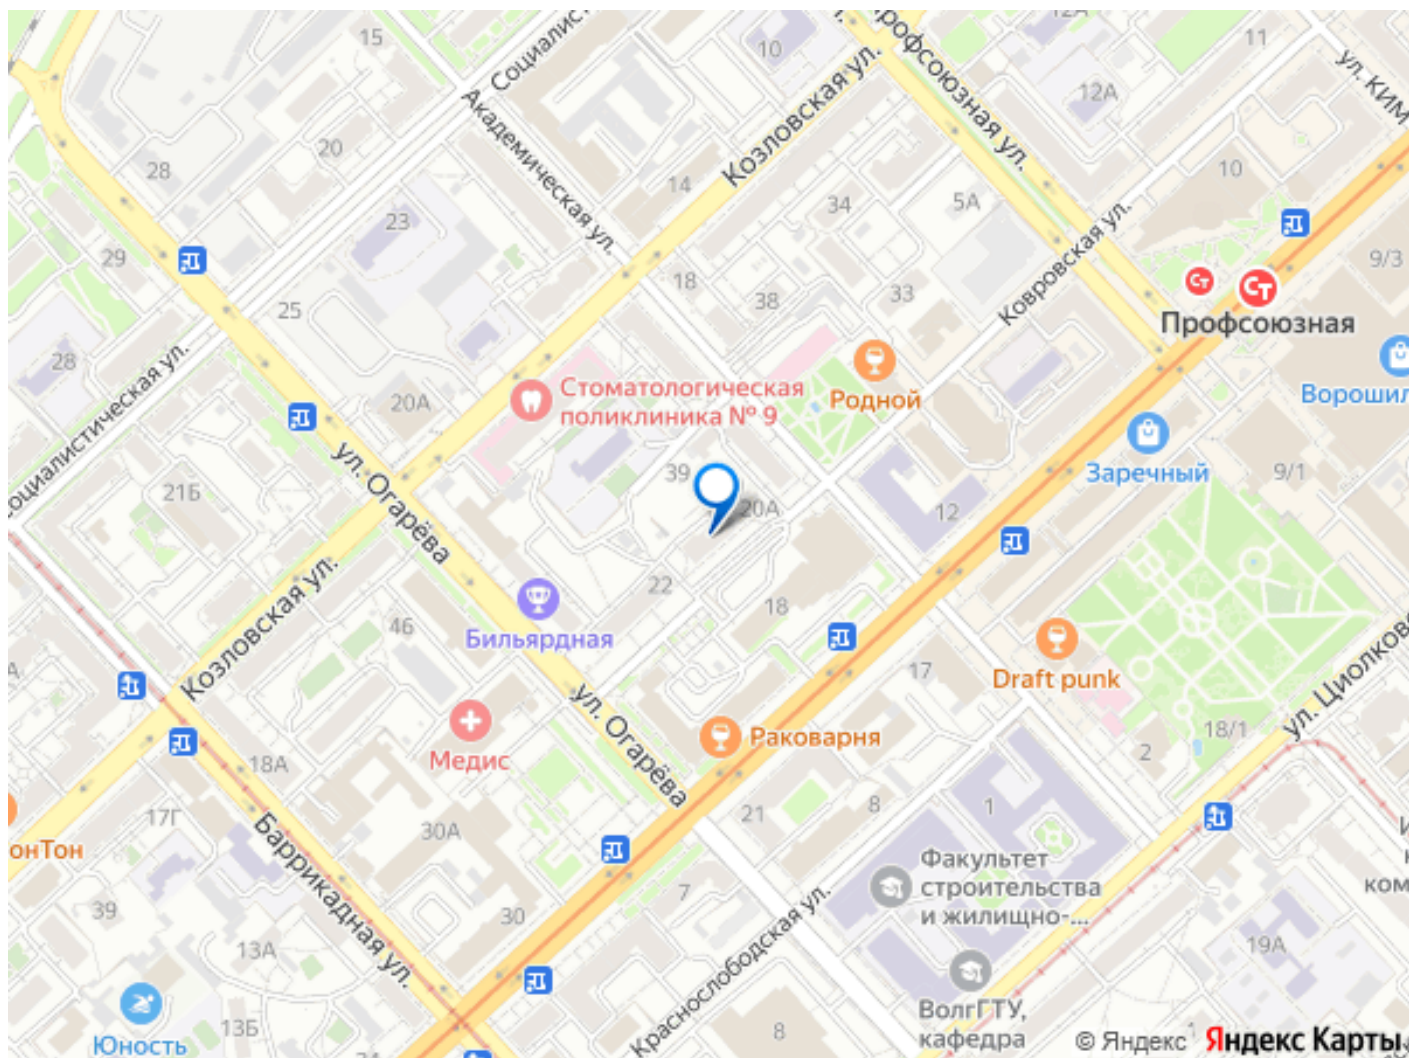 15
Социалист
10
12А
Профсоюзная ул.
11
ул. КИМ
Академическая ул.
Козловская ул.
12А
20
28
14
10
23
34
5А
29
18
38
33
Ковровская ул.
9/3
25
Профсоюзная
28
Социалистическая ул.
20А
Стоматологическая
поликлиника № 9
Родной
Ворошил
Заречный
39
9/1
21Б
ул. Огарёва
20А
12
Козловская ул.
22
18
46
Бильярдная
17
Draft punk
ул. Циолково
ул. Огарёва
Медис
Раковарня
18/1
2
18А
17Г
30А
21
8
1
онТон
Баррикадная ул.
Факультет
строительства
и жилищно-...
ком
39
7
30
Краснослободская ул.
13А
19А
13Б
Юность
8
ВолгГТУ,
кафедра
1
© Яндекс Яндекс Карты